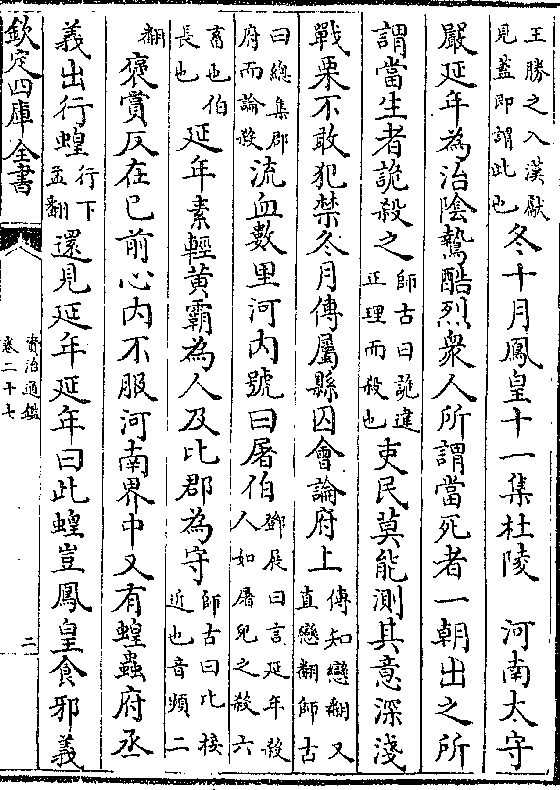 王勝之入漢厭
見蓋即謂此也
冬十月鳳皇十一集杜陵　河南太守
嚴延年為治陰鷙酷烈衆人所謂當死者一朝出之所
謂當生者詭殺之
師古曰詭違
正理而殺也
吏民莫能測其意深淺
戰栗不敢犯禁冬月傳屬縣囚會論府上
傳知戀翻又
直戀翻師古
曰總集郡
府而論殺
流血數里河內號曰屠伯
鄧展曰言延年殺
人如屠兒之殺六
畜也伯
長也
延年素輕黄霸為人及比郡為守
師古曰比接
近也音頻二
翻
褒賞反在已前心内不服河南界中又有蝗蟲府丞
義出行蝗
行下
孟翻
還見延年延年曰此蝗豈鳳皇食邪義
欽定四庫全書
資治通鑑
卷二十七
二